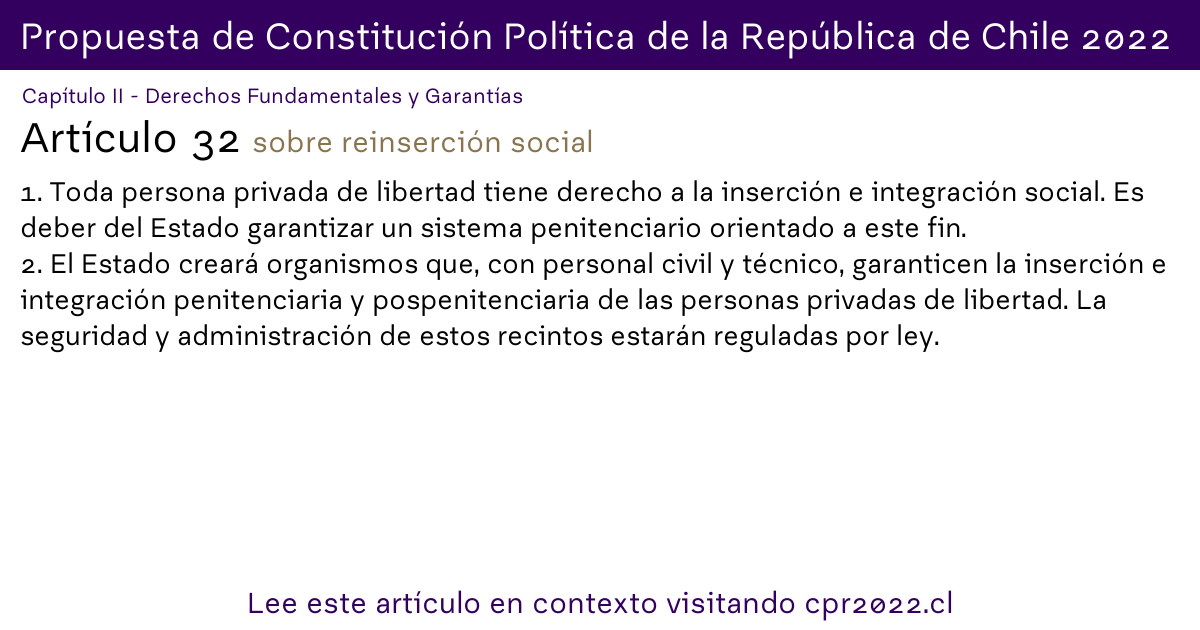 Propuesta de Constitución Política de la República de Chile 2022
Capítulo II - Derechos Fundamentales y Garantías
Artículo 32 sobre reinserción social
1. Toda persona privada de libertad tiene derecho a la inserción e integración social. Es
deber del Estado garantizar un sistema penitenciario orientado a este fin.
2. El Estado creará organismos que, con personal civil y técnico, garanticen la inserción e
integración penitenciaria y pospenitenciaria de las personas privadas de libertad. La
seguridad y administración de estos recintos estarán reguladas por ley.
Lee este artículo en contexto visitando cpr2022.cl